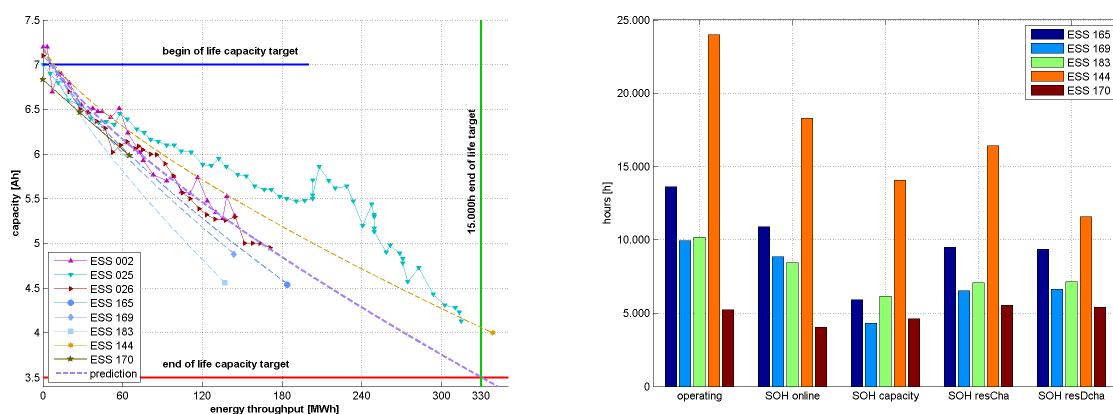 7.5
7
6.5
6
5.5
5
4.5
4
3.5
capacity [Ah]
begin of life capacity target
15.000h end of life target
end of life capacity target
ESS 002
ESS 025
ESS 026
ESS 165
ESS 169
ESS 183
ESS 144
ESS 170
prediction
0 60 120 180 240 300 330
energy throughput [MWh]
25.000
20.000
15.000
10.000
5.000
0
hours [h]
ESS 165
ESS 169
ESS 183
ESS 144
ESS 170
operating SOH online SOH capacity SOH resCha SOH resDcha